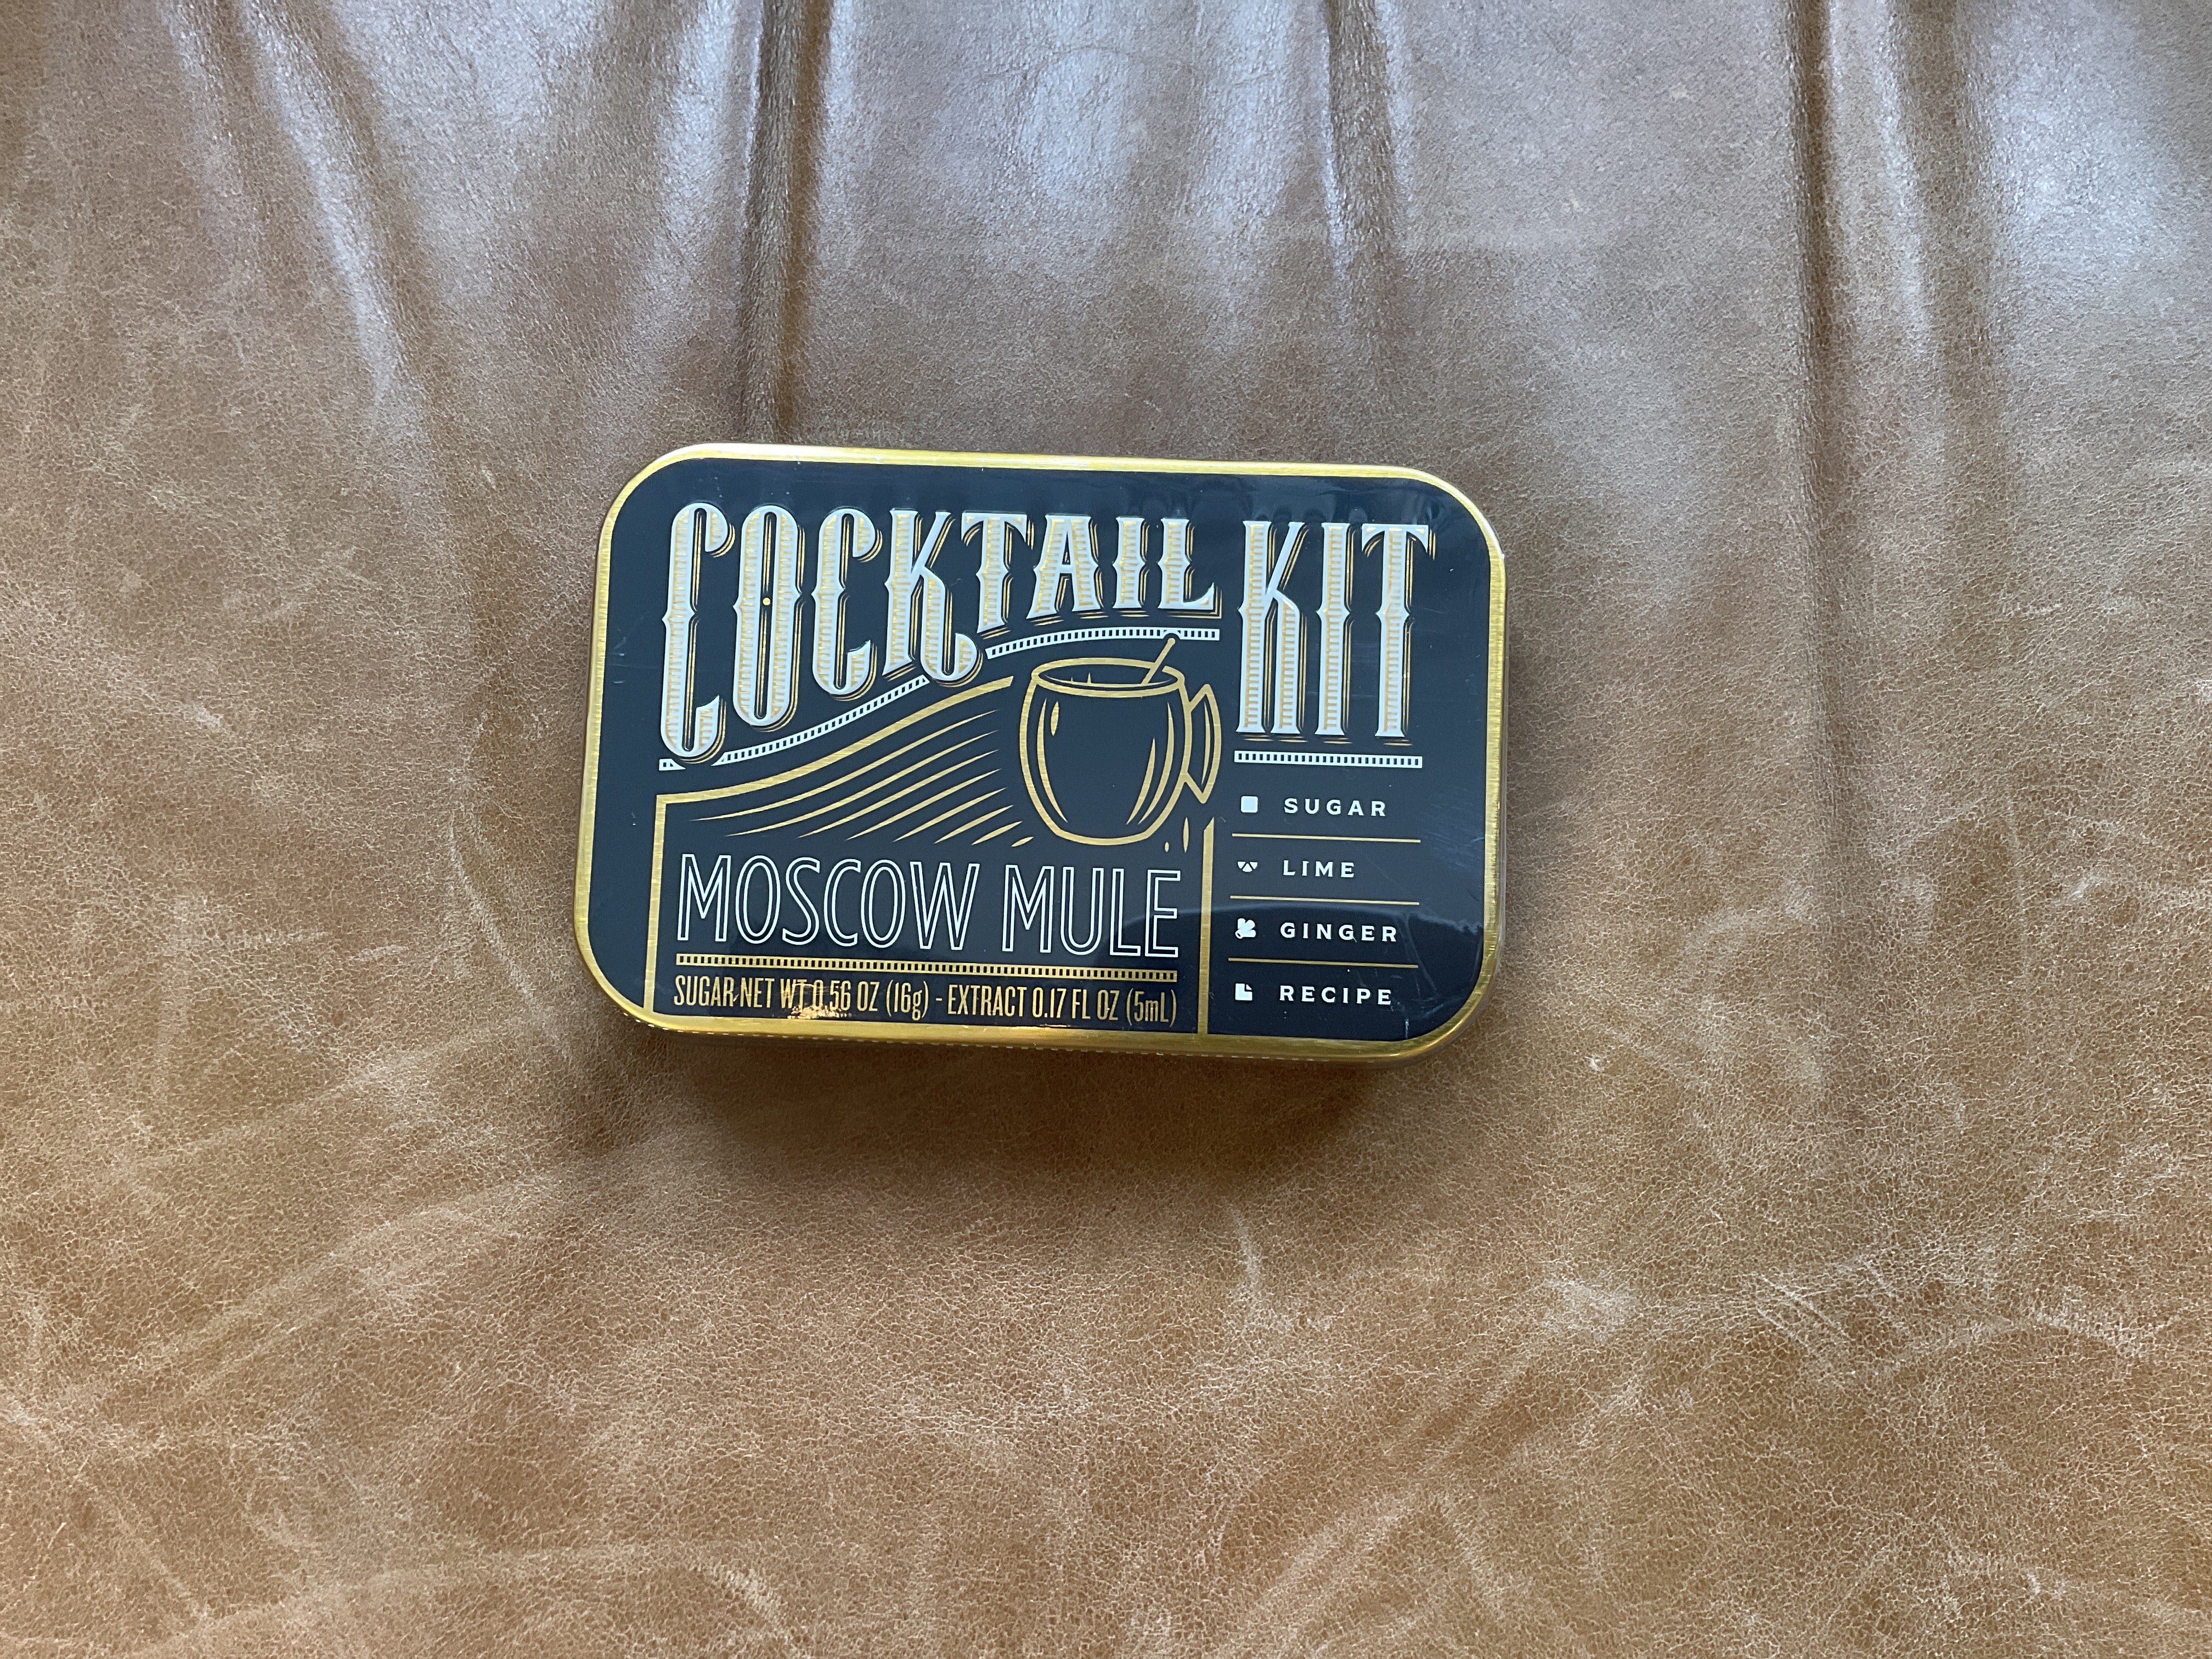 COCKTAIL KIT
MOSCOW MULE
SUGAR NET WT 0.56 OZ (16g) - EXTRACT 0.17 FL OZ (5mL)
SUGAR
LIME
GINGER
RECIPE